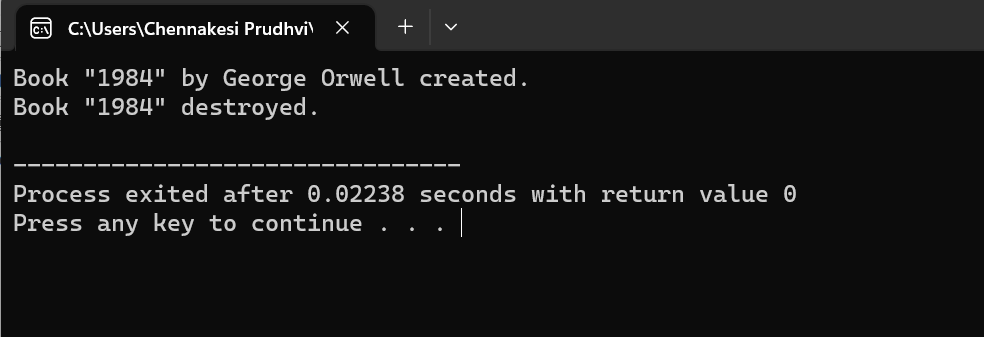 C:\Users\Chennakesi Prudhvi\
Book "1984" by George Orwell created.
Book "1984" destroyed.
--------------------------------
Process exited after 0.02238 seconds with return value 0
Press any key to continue . . .